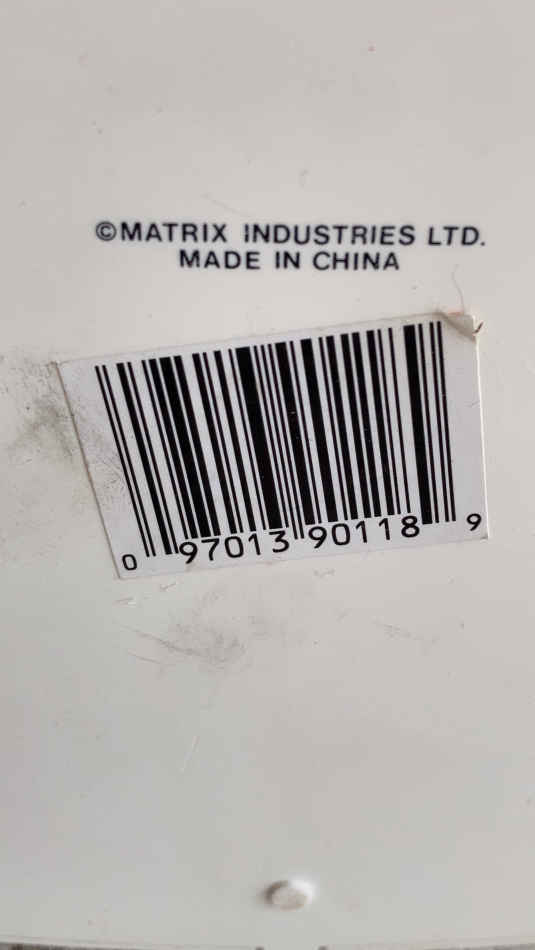 ©MATRIX INDUSTRIES LTD.
MADE IN CHINA
0 97013 90118 9